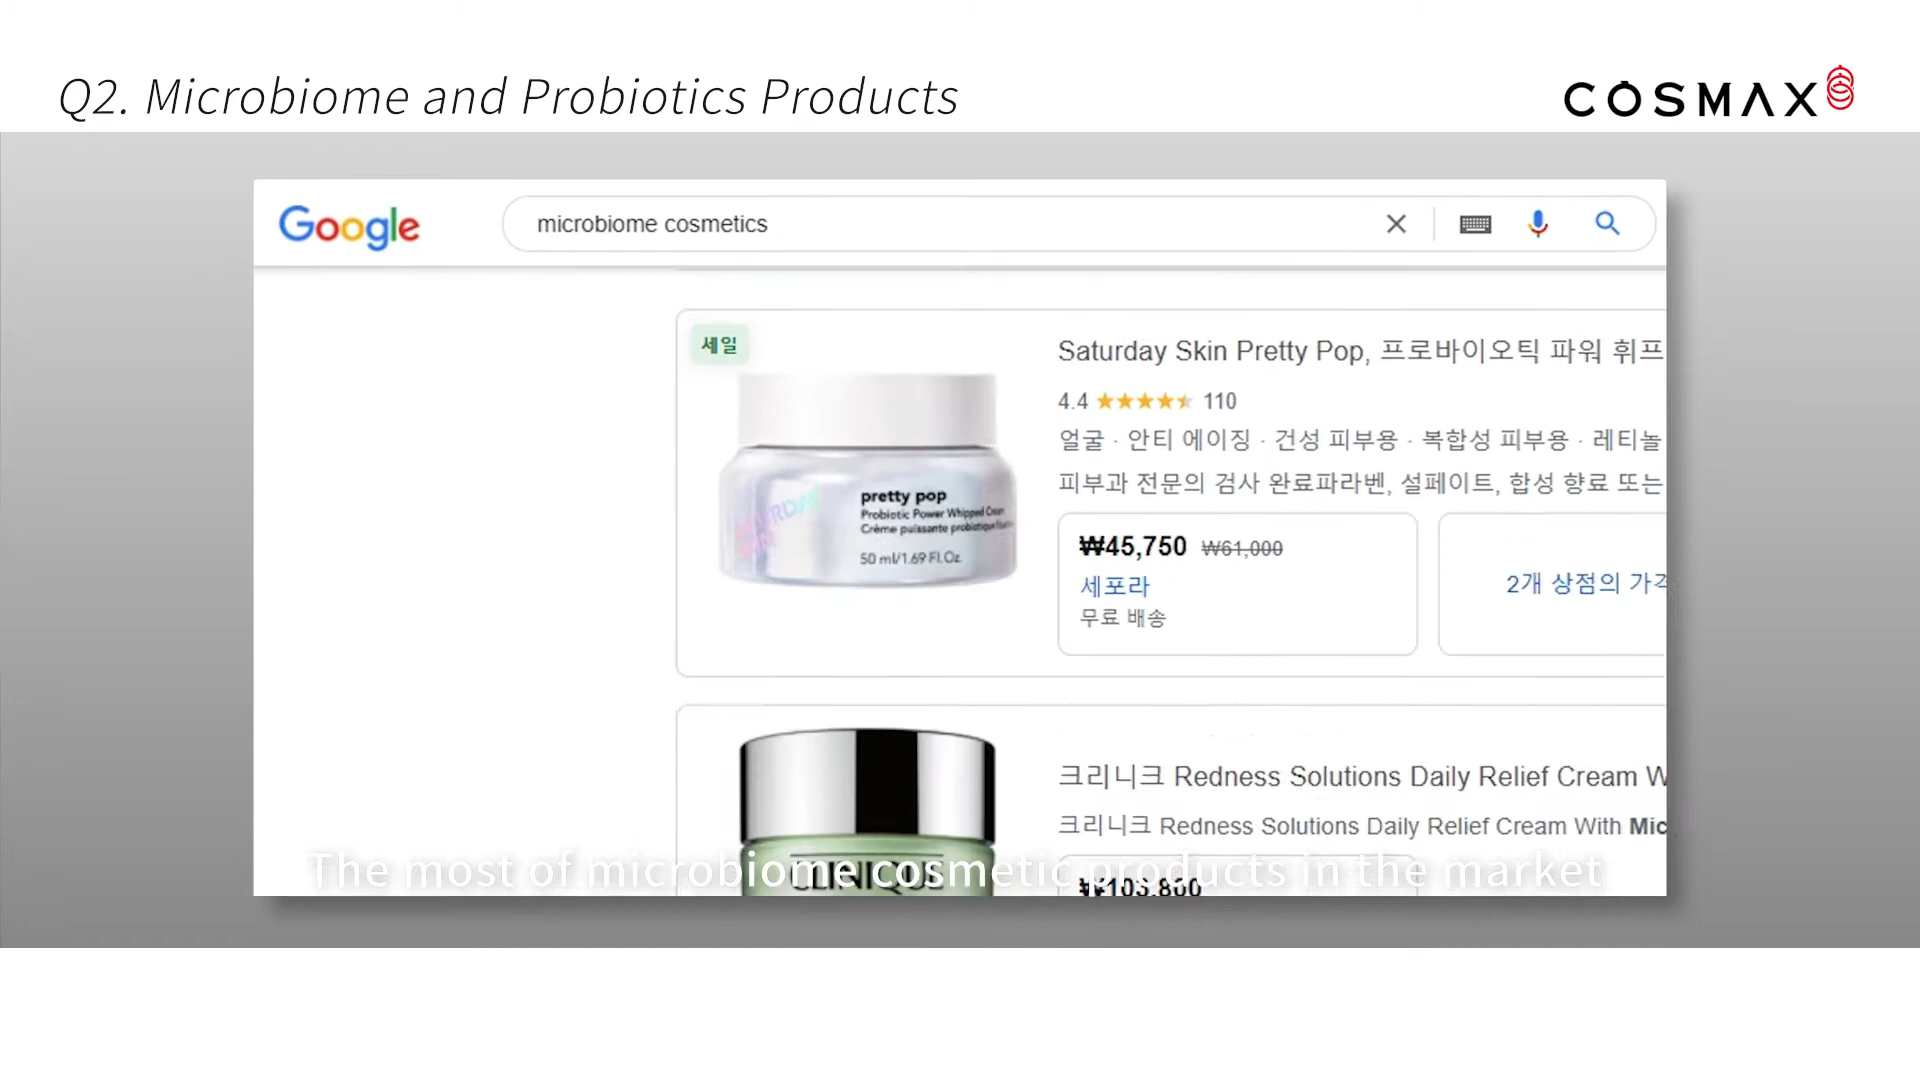 Q2. Microbiome and Probiotics Products
COSMAX
Google
microbiome cosmetics
세일
Saturday Skin Pretty Pop, 프로바이오틱 파워 휘프
4.4 110
얼굴 · 안티 에이징 · 건성 피부용 · 복합성 피부용 · 레티놀
피부과 전문의 검사 완료파라벤, 설페이트, 합성 향료 또는
pretty pop
Probiotic Power Whipped Cream
Crème puissante probiotique
50 ml/1.69 Fl.Oz.
₩45,750 ₩61,000
세포라
무료 배송
2개 상점의
크리니크 Redness Solutions Daily Relief Cream W
크리니크 Redness Solutions Daily Relief Cream With Mic
CLINIQUE
₩103,800
The most of microbiome cosmetic products in the market